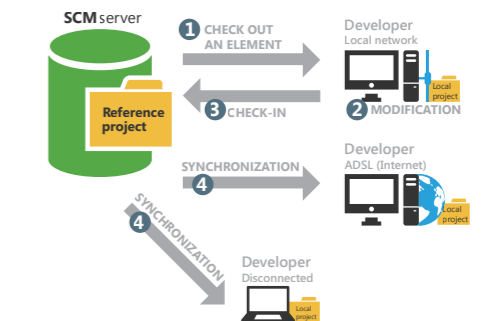 SCM server
1 CHECK OUT
AN ELEMENT
Developer
Local network
Local
project
Reference
project
3 CHECK-IN
2 MODIFICATION
Developer
ADSL (Internet)
SYNCHRONIZATION
4
Local
project
SYNCHRONIZATION
4
Developer
Disconnected
Local
project